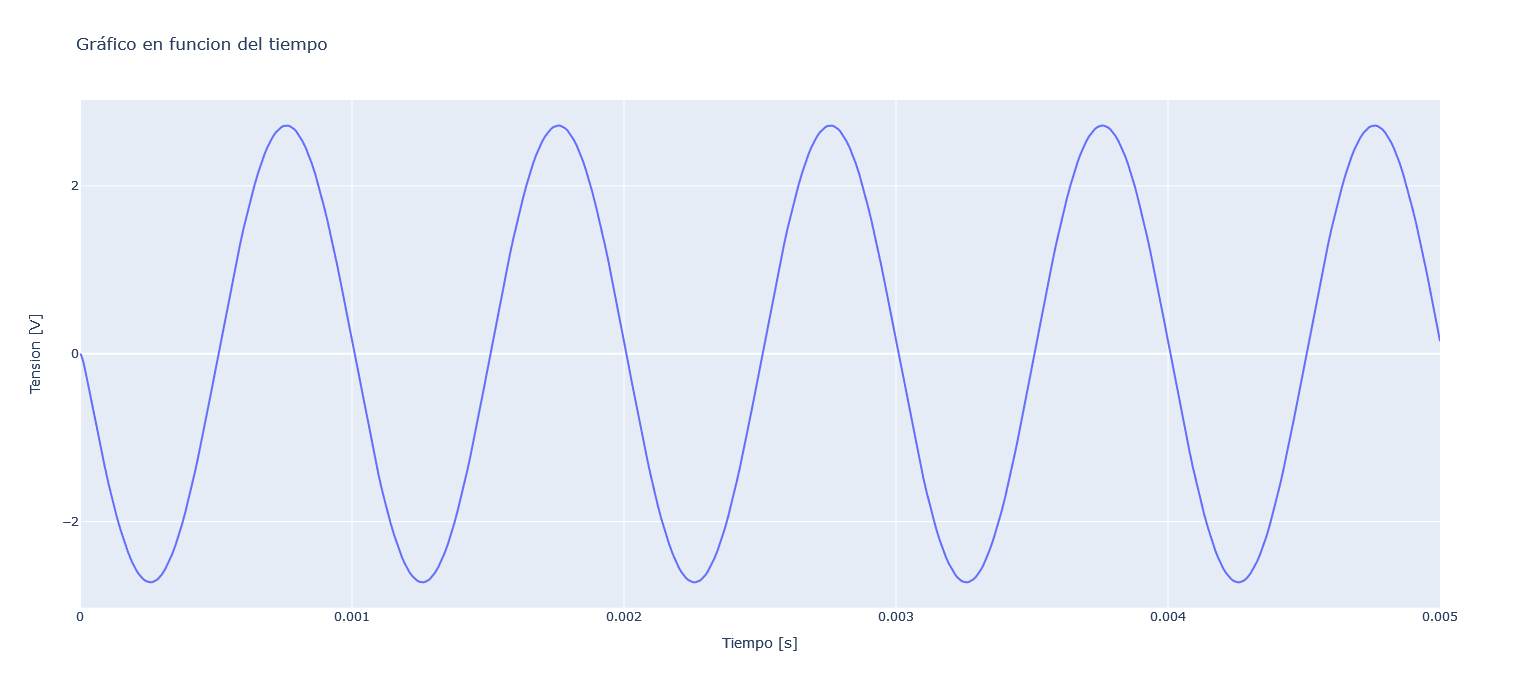 Gráfico en funcion del tiempo
2
0
−2
Tension [V]
0 0.001 0.002 0.003 0.004 0.005
Tiempo [s]